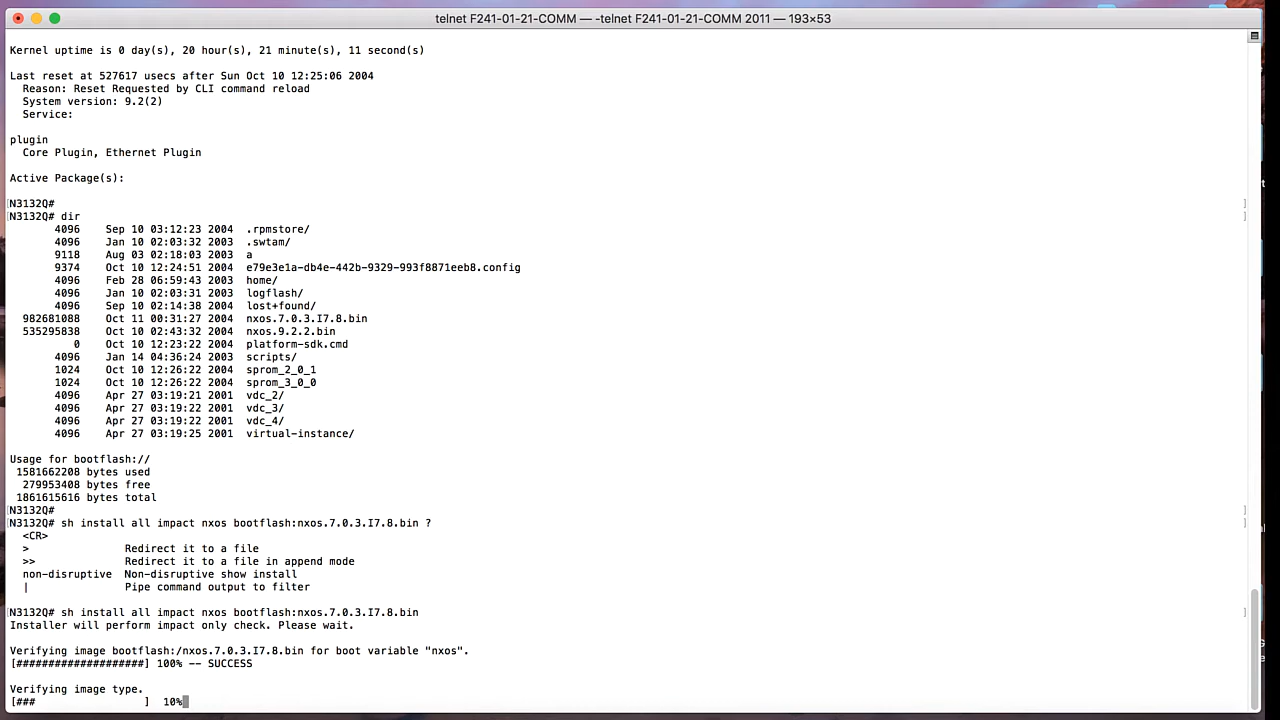 telnet F241-01-21-COMM — -telnet F241-01-21-COMM 2011 — 193×53
Kernel uptime is 0 day(s), 20 hour(s), 21 minute(s), 11 second(s)
Last reset at 527617 usecs after Sun Oct 10 12:25:06 2004
Reason: Reset Requested by CLI command reload
System version: 9.2(2)
Service:
plugin
Core Plugin, Ethernet Plugin
Active Package(s):
N3132Q#
N3132Q# dir
4096 Sep 10 03:12:23 2004 .rpmstore/
4096 Jan 10 02:03:32 2003 .swtam/
9118 Aug 03 02:18:03 2003 a
9374 Oct 10 12:24:51 2004 e79e3e1a-db4e-442b-9329-993f8871eeb8.config
4096 Feb 28 06:59:43 2003 home/
4096 Jan 10 02:03:31 2003 logflash/
4096 Sep 10 02:14:38 2004 lost+found/
982681088 Oct 11 00:31:27 2004 nxos.7.0.3.I7.8.bin
535295838 Oct 10 02:43:32 2004 nxos.9.2.2.bin
0 Oct 10 12:23:22 2004 platform-sdk.cmd
4096 Jan 14 04:36:24 2003 scripts/
1024 Oct 10 12:26:22 2004 sprom_2_0_1
1024 Oct 10 12:26:22 2004 sprom_3_0_0
4096 Apr 27 03:19:21 2001 vdc_2/
4096 Apr 27 03:19:22 2001 vdc_3/
4096 Apr 27 03:19:22 2001 vdc_4/
4096 Apr 27 03:19:25 2001 virtual-instance/
Usage for bootflash://
1581662208 bytes used
279953408 bytes free
1861615616 bytes total
N3132Q#
N3132Q# sh install all impact nxos bootflash:nxos.7.0.3.I7.8.bin ?
<CR>
> Redirect it to a file
>> Redirect it to a file in append mode
non-disruptive Non-disruptive show install
| Pipe command output to filter
N3132Q# sh install all impact nxos bootflash:nxos.7.0.3.I7.8.bin
Installer will perform impact only check. Please wait.
Verifying image bootflash:/nxos.7.0.3.I7.8.bin for boot variable "nxos".
[####################] 100% -- SUCCESS
Verifying image type.
[### ] 10%